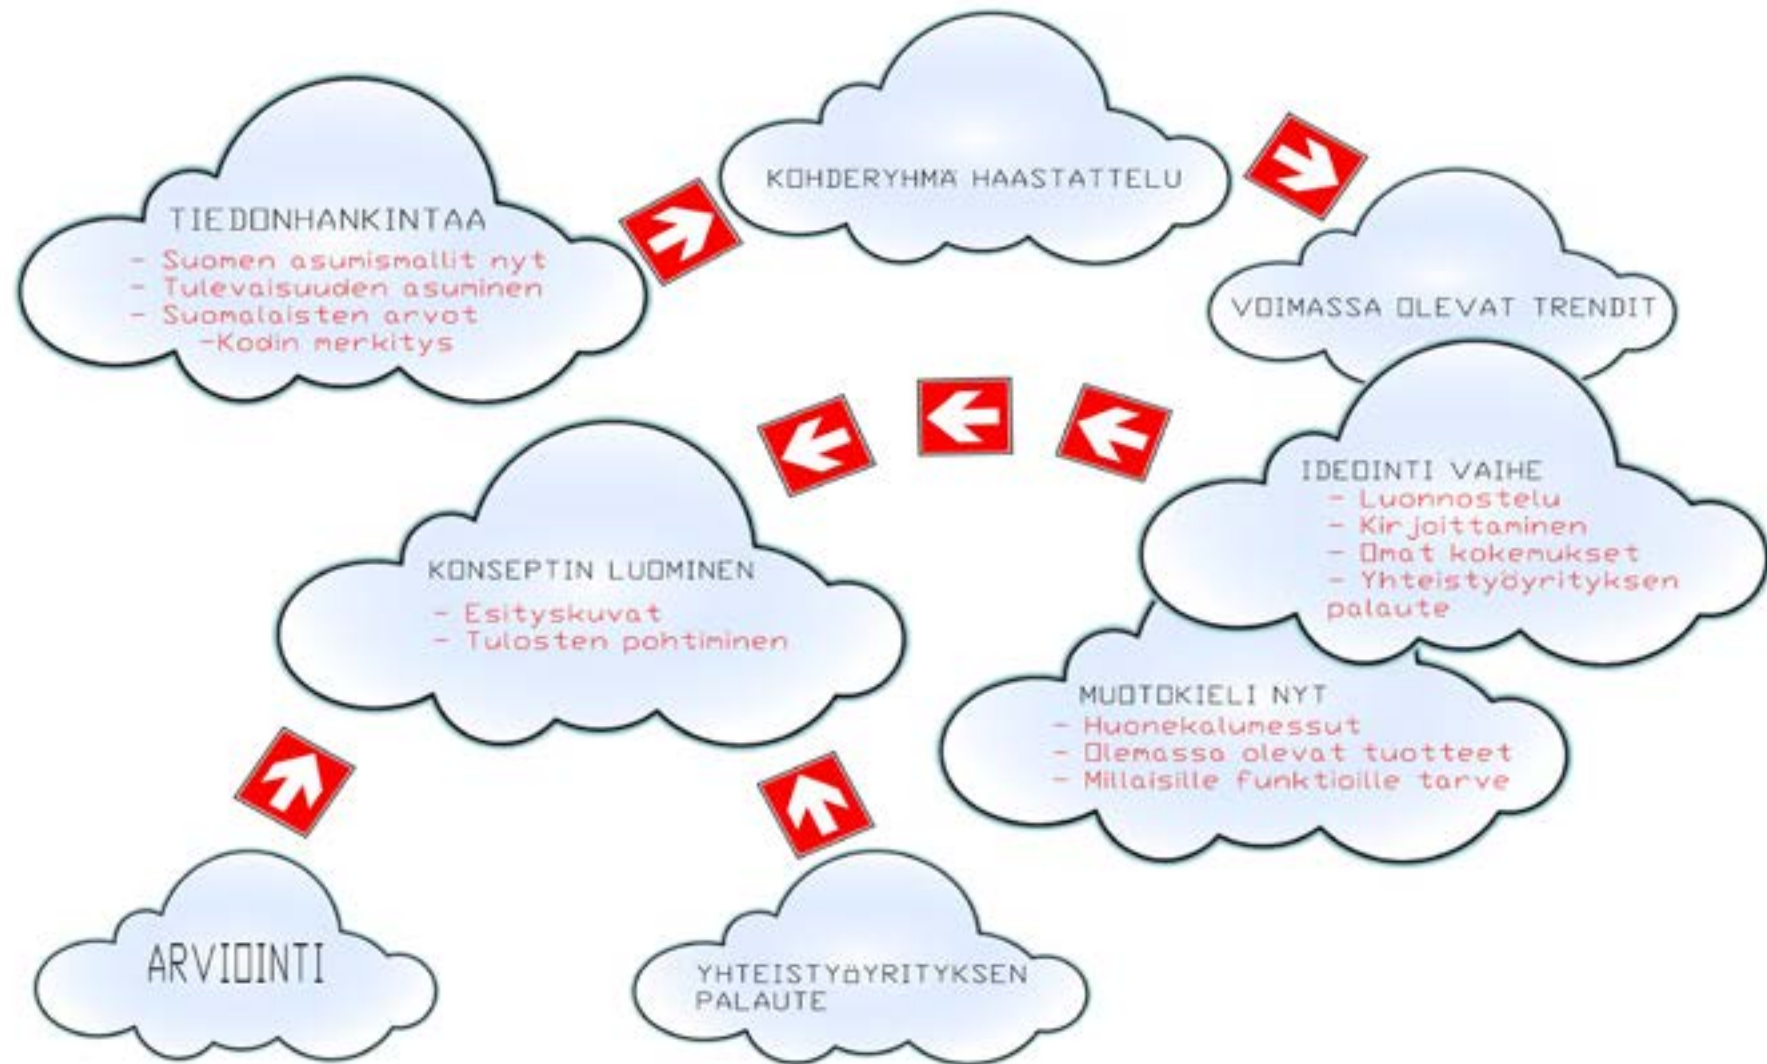 TIEDONHANKINTAA
- Suomen asumismallit nyt
- Tulevaisuuden asuminen
- Suomalaisten arvot
-Kodin merkitys
KOHDERYHMÄ HAASTATTELU
VOIMASSA OLEVAT TRENDIT
IDEOINTI VAIHE
- Luonnostelu
- Kirjoittaminen
- Omat kokemukset
- Yhteistyöyrityksen
palaute
MUOTOKIELI NYT
- Huonekalumessut
- Olemassa olevat tuotteet
- Millaisille funktioille tarve
KONSEPTIN LUOMINEN
- Esityskuvat
- Tulosten pohtiminen
ARVIOINTI
YHTEISTYÖYRITYKSEN
PALAUTE